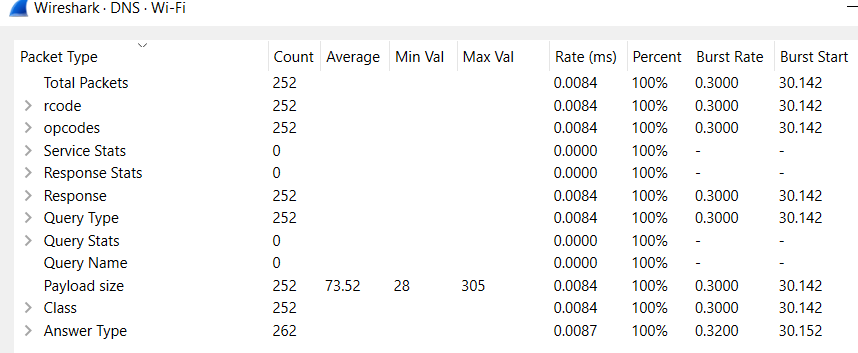 Wireshark · DNS · Wi-Fi
Packet Type Count Average Min Val Max Val Rate (ms) Percent Burst Rate Burst Start
Total Packets 252 0.0084 100% 0.3000 30.142
rcode 252 0.0084 100% 0.3000 30.142
opcodes 252 0.0084 100% 0.3000 30.142
Service Stats 0 0.0000 100% - -
Response Stats 0 0.0000 100% - -
Response 252 0.0084 100% 0.3000 30.142
Query Type 252 0.0084 100% 0.3000 30.142
Query Stats 0 0.0000 100% - -
Query Name 0 0.0000 100% - -
Payload size 252 73.52 28 305 0.0084 100% 0.3000 30.142
Class 252 0.0084 100% 0.3000 30.142
Answer Type 262 0.0087 100% 0.3200 30.152